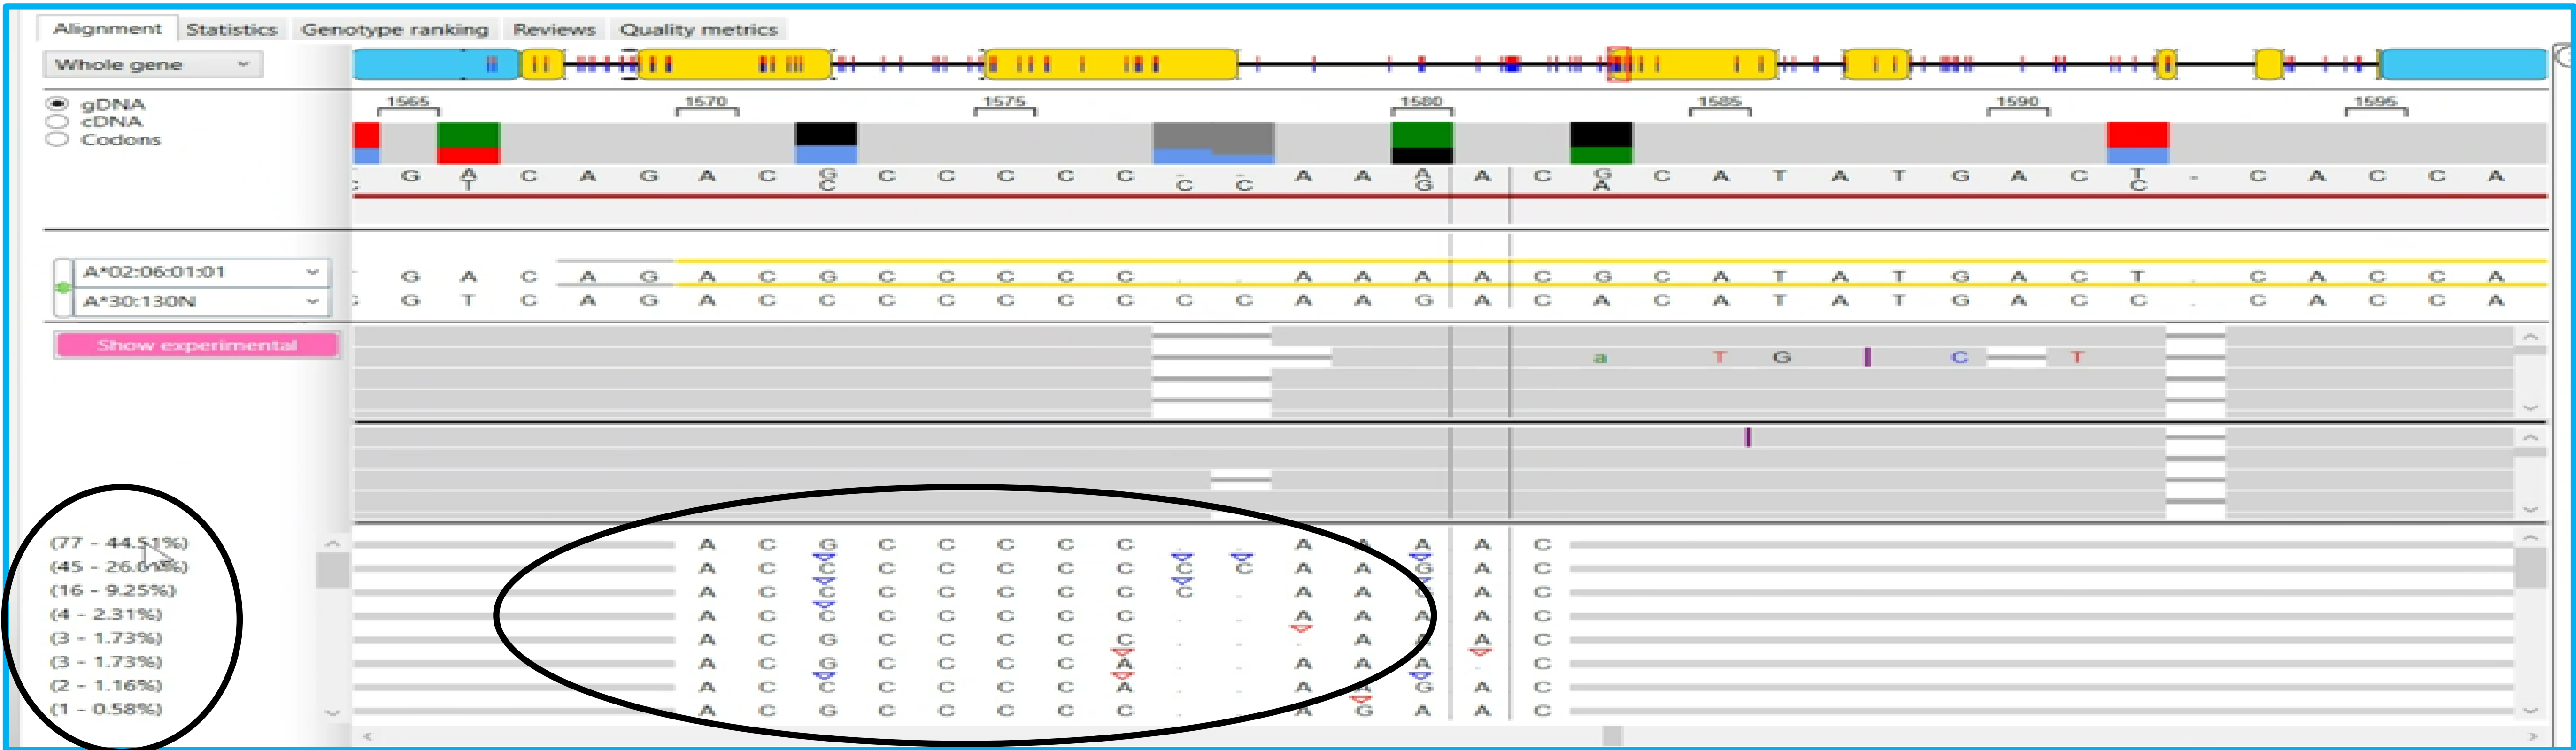 Alignment Statistics Genotype ranking Reviews Quality metrics
Whole gene
gDNA
cDNA
Codons
1565 1570 1575 1580 1585 1590 1595
G A C A G A C G C C C C C - - A A A A C G C A T A T G A C T - C A C C A
T C C C G A C
A*02:06:01:01
G A C A G A C G C C C C C . . A A A A C G C A T A T G A C T . C A C C A
A*30:130N
G T C A G A C C C C C C C C C A A G A C A C A T A T G A C C . C A C C A
Show experimental
a T G C T
(77 - 44.51%) A C G C C C C C . . A A A A C
(45 - 26.01%) A C C C C C C C C C A A G A C
(16 - 9.25%) A C C C C C C C C . A A G A C
(4 - 2.31%) A C C C C C C C . . A A A A C
(3 - 1.73%) A C G C C C C C . . . A A A C
(3 - 1.73%) A C G C C C C A . . A A A . C
(2 - 1.16%) A C C C C C C A . . A A G A C
(1 - 0.58%) A C G C C C C C . . A G A A C